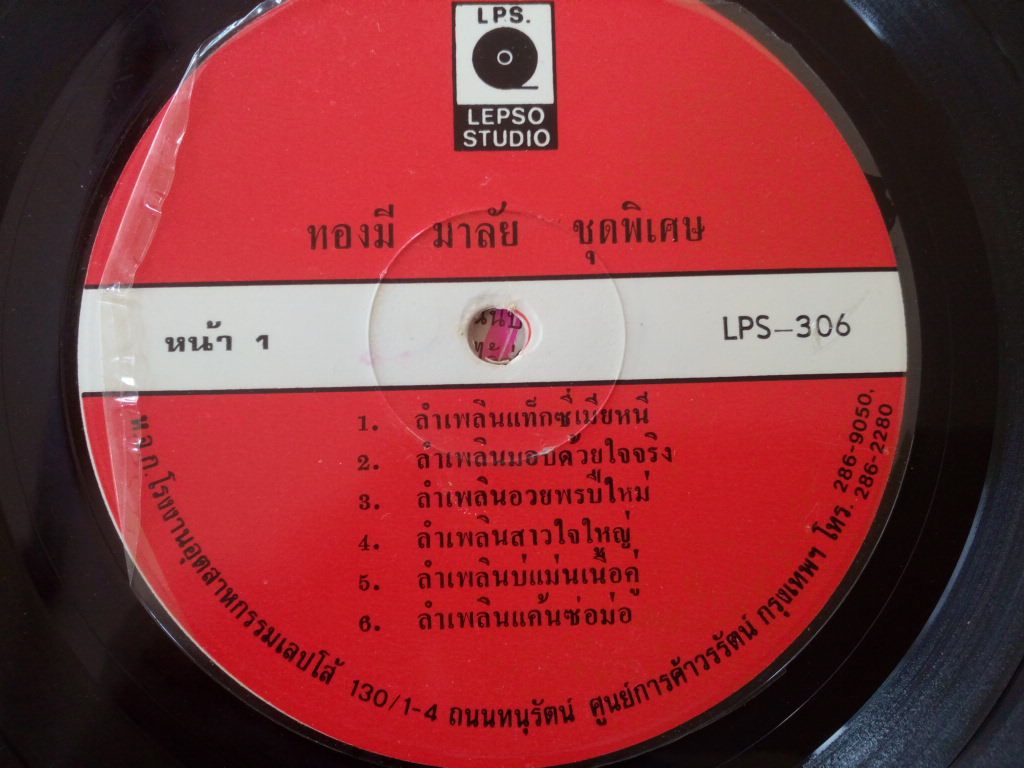 LPS.
LEPSO
STUDIO
ทองมี มาลัย ชุดพิเศษ
หน้า 1
LPS-306
1. ลำเพลินแท็กซี่เมียหนี
2. ลำเพลินมอบด้วยใจจริง
3. ลำเพลินอวยพรปีใหม่
4. ลำเพลินสาวใจใหญ่
5. ลำเพลินบ่แม่นเนื้อคู่
6. ลำเพลินแค้นซ่อม่อ
ห.จ.ก.โรงงานอุตสาหกรรมเลปโส้ 130/1-4 ถนนทนุรัตน์ ศูนย์การค้าวรรัตน์ กรุงเทพฯ โทร. 286-9050,
286-2280